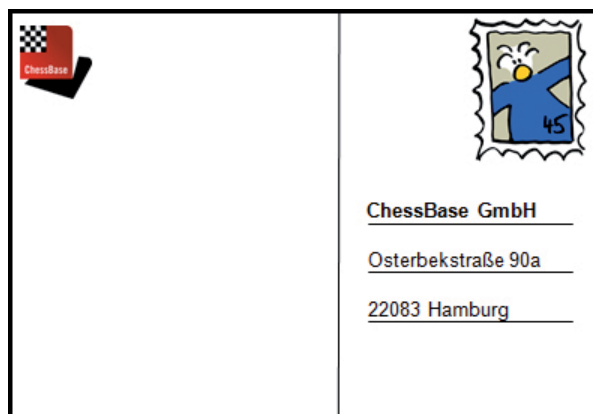 ChessBase
45
ChessBase GmbH
Osterbekstraße 90a
22083 Hamburg